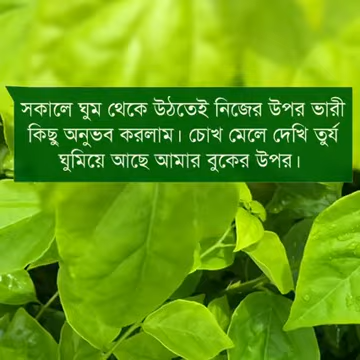 সকালে ঘুম থেকে উঠতেই নিজের উপর ভারী
কিছু অনুভব করলাম। চোখ মেলে দেখি তুর্য
ঘুমিয়ে আছে আমার বুকের উপর।